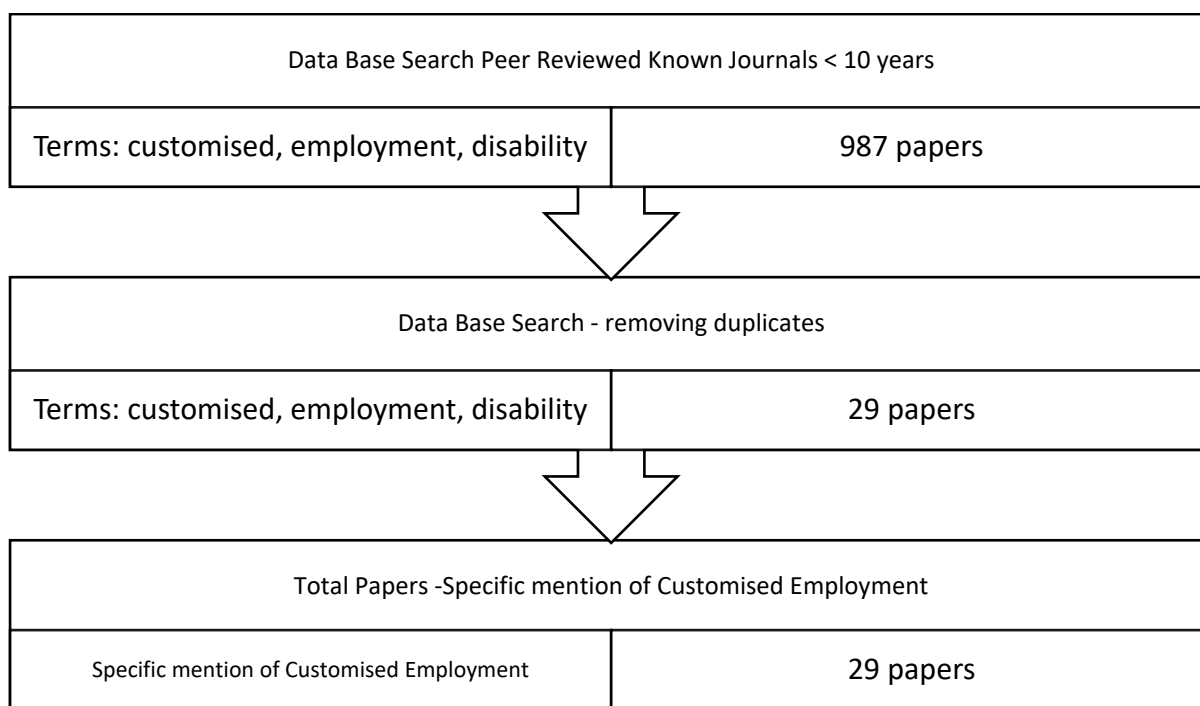 Data Base Search Peer Reviewed Known Journals < 10 years
Terms: customised, employment, disability
987 papers
Data Base Search - removing duplicates
Terms: customised, employment, disability
29 papers
Total Papers -Specific mention of Customised Employment
Specific mention of Customised Employment
29 papers